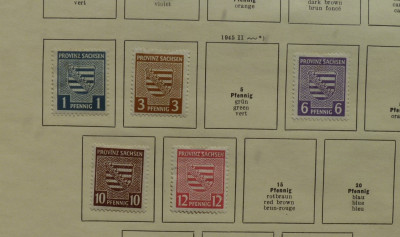 vert
violet
orange
dark brown
brun foncé
1945 II
PROVINZ SACHSEN
1 1
PFENNIG
PROVINZ SACHSEN
3 3
PFENNIG
5
Pfennig
grün
green
vert
PROVINZ SACHSEN
6 6
PFENNIG
PROVINZ SACHSEN
10 10
PFENNIG
PROVINZ SACHSEN
12 12
PFENNIG
15
Pfennig
rotbraun
red brown
brun-rouge
20
Pfennig
blau
blue
bleu